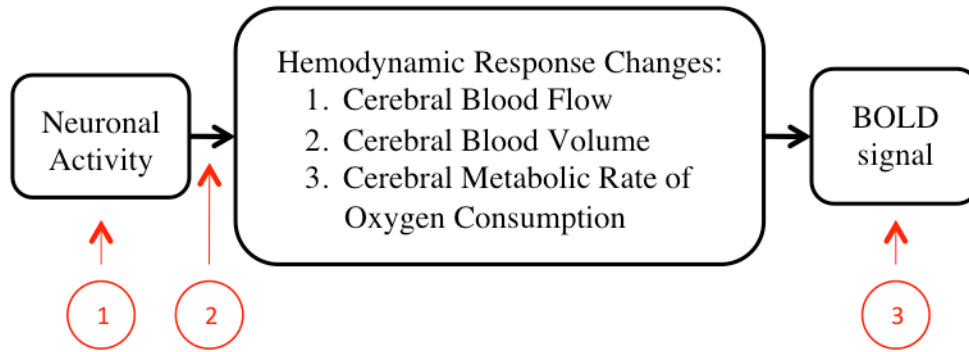 Neuronal
Activity
Hemodynamic Response Changes:
1. Cerebral Blood Flow
2. Cerebral Blood Volume
3. Cerebral Metabolic Rate of
Oxygen Consumption
BOLD
signal
1
2
3